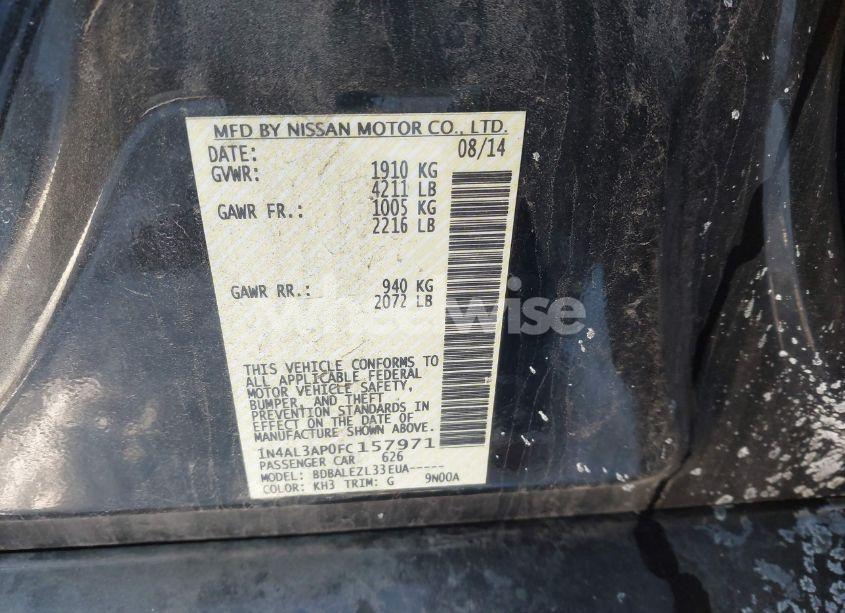 MFD BY NISSAN MOTOR CO., LTD.
DATE: 08/14
GVWR: 1910 KG
4211 LB
GAWR FR.: 1005 KG
2216 LB
GAWR RR.: 940 KG
2072 LB
wise
THIS VEHICLE CONFORMS TO
ALL APPLICABLE FEDERAL
MOTOR VEHICLE SAFETY,
BUMPER, AND THEFT
PREVENTION STANDARDS IN
EFFECT ON THE DATE OF
MANUFACTURE SHOWN ABOVE.
1N4AL3AP0FC157971
PASSENGER CAR 626
MODEL: BDBALEZL33EUA-----
COLOR: KH3 TRIM: G 9N00A